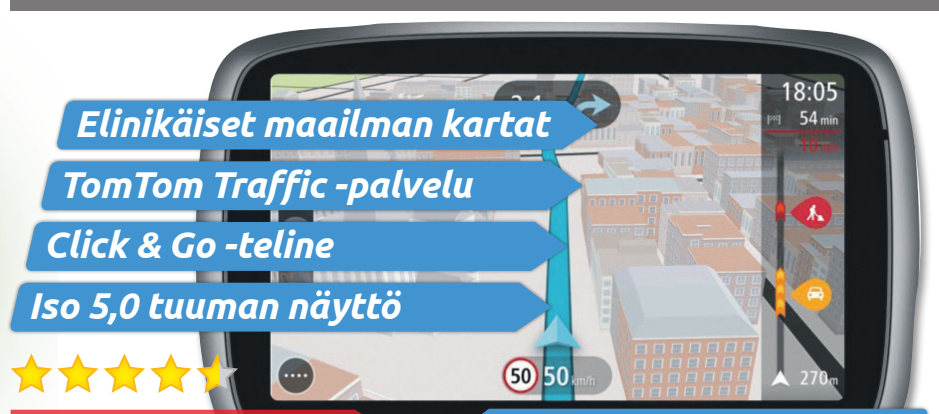 18:05
54 min
10 min
Elinikäiset maailman kartat
TomTom Traffic -palvelu
Click & Go -teline
Iso 5,0 tuuman näyttö
50 50 km/h
270 m